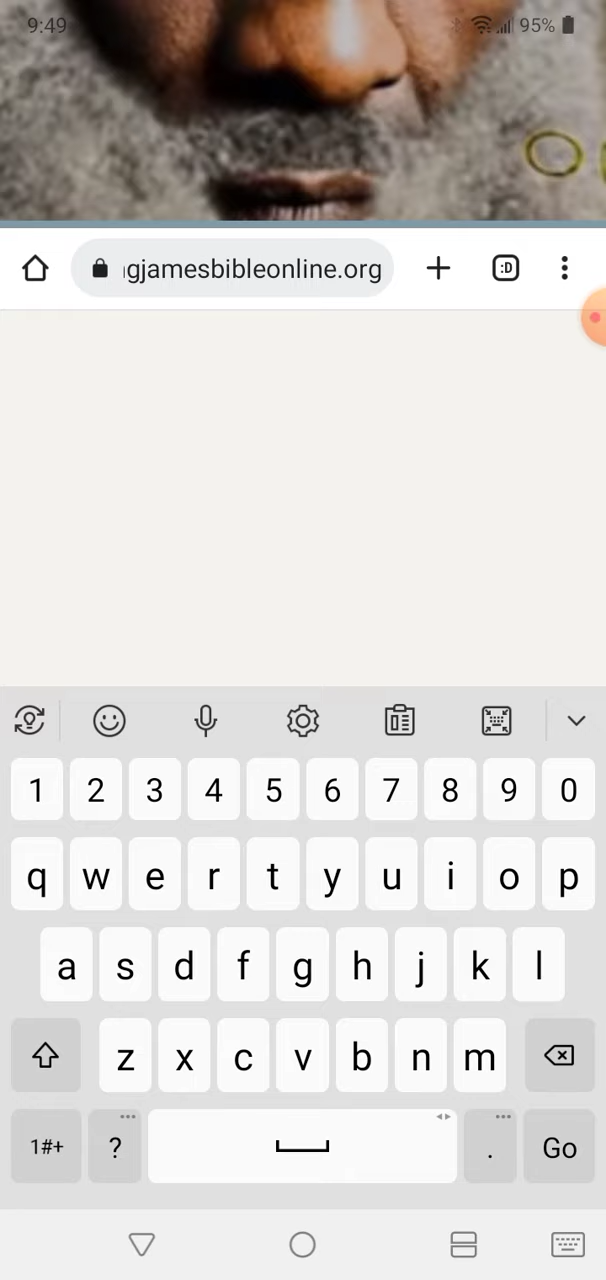 9:49 95%
gjamesbibleonline.org :D
1 2 3 4 5 6 7 8 9 0
q w e r t y u i o p
a s d f g h j k l
z x c v b n m
1#+ ? . Go